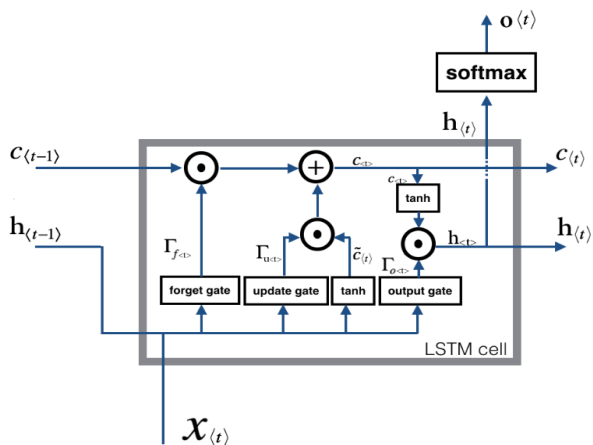 o⟨t⟩
softmax
h⟨t⟩
c⟨t−1⟩
c<t>
c⟨t⟩
c<t>
tanh
h⟨t−1⟩
Γf<t>
Γu<t>
c̃⟨t⟩
Γo<t>
h<t>
h⟨t⟩
forget gate
update gate
tanh
output gate
LSTM cell
x⟨t⟩